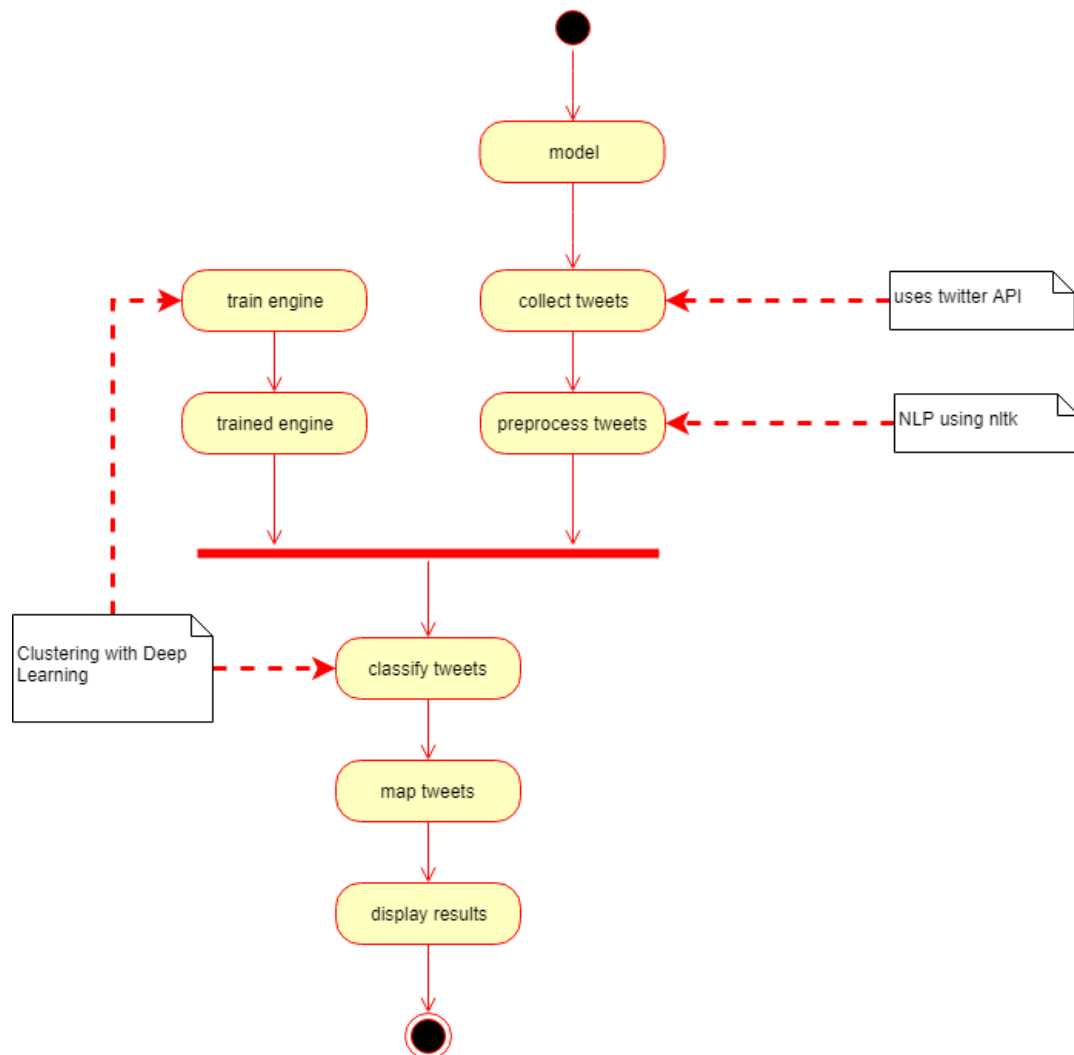 model
train engine
collect tweets
uses twitter API
trained engine
preprocess tweets
NLP using nltk
Clustering with Deep
Learning
classify tweets
map tweets
display results